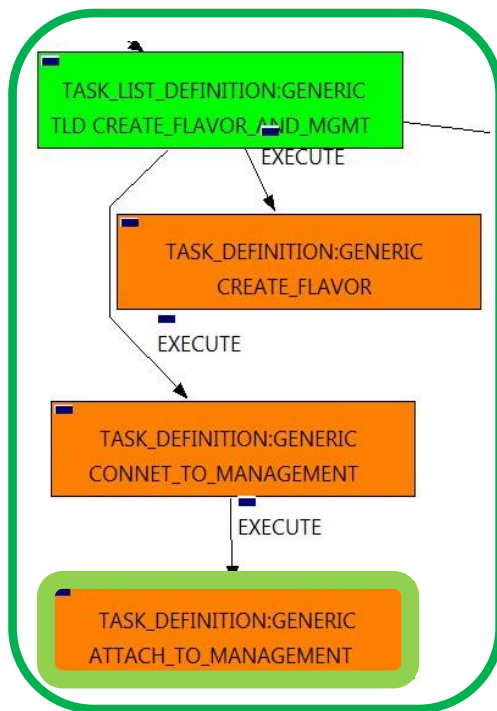 TASK_LIST_DEFINITION:GENERIC
TLD CREATE_FLAVOR_AND_MGMT
EXECUTE
TASK_DEFINITION:GENERIC
CREATE_FLAVOR
EXECUTE
TASK_DEFINITION:GENERIC
CONNET_TO_MANAGEMENT
EXECUTE
TASK_DEFINITION:GENERIC
ATTACH_TO_MANAGEMENT